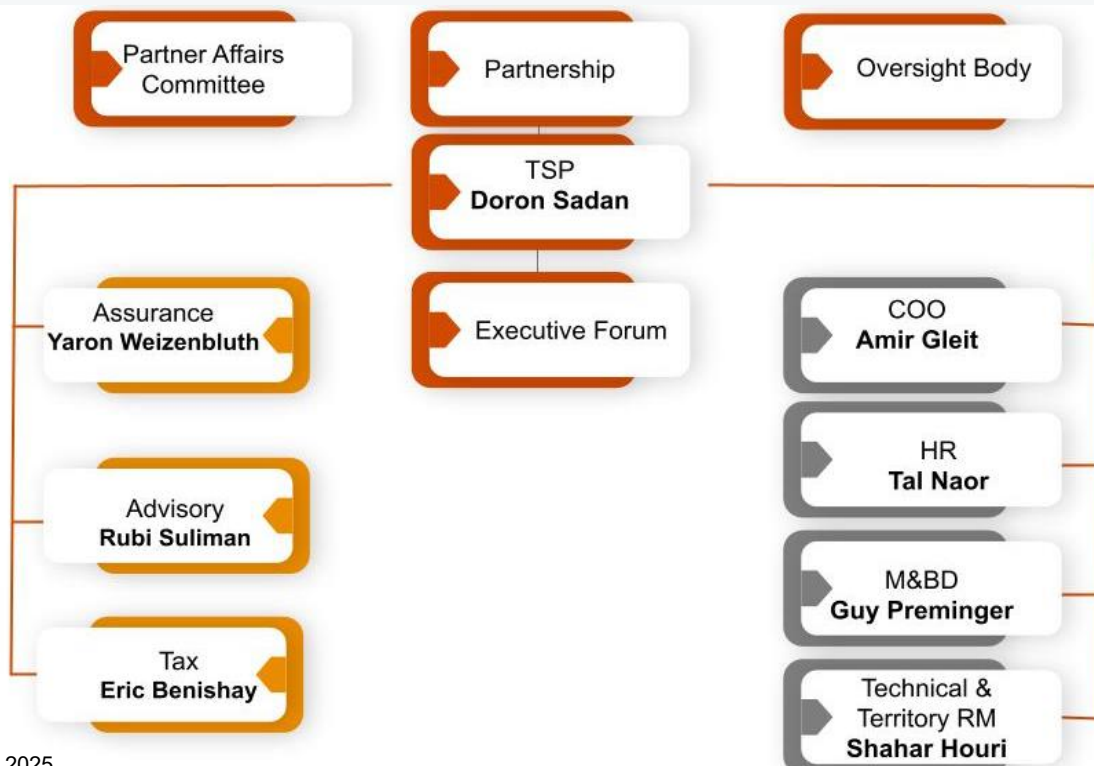 Partner Affairs
Committee
Partnership
Oversight Body
TSP
Doron Sadan
Assurance
Yaron Weizenbluth
Executive Forum
COO
Amir Gleit
HR
Tal Naor
Advisory
Rubi Suliman
M&BD
Guy Preminger
Tax
Eric Benishay
Technical &
Territory RM
Shahar Houri
2025